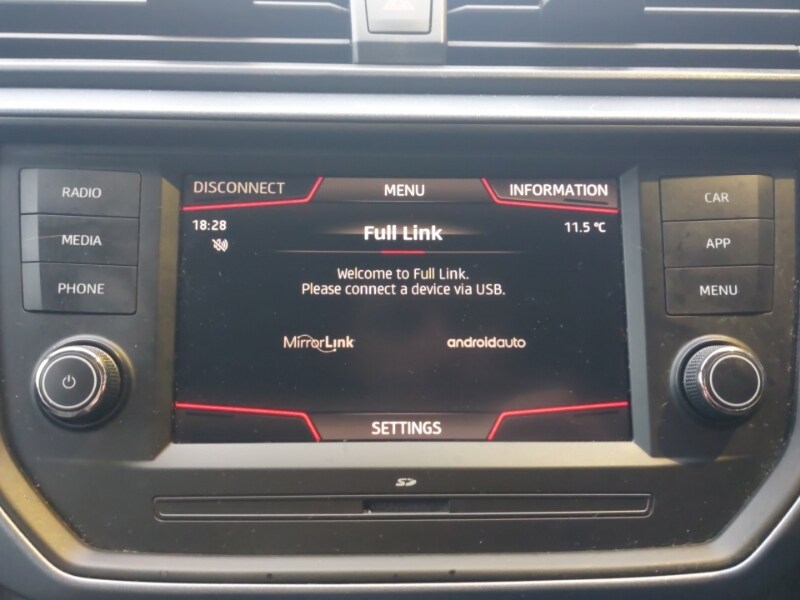 RADIO
MEDIA
PHONE
DISCONNECT
MENU
INFORMATION
18:28
Full Link
11.5 °C
Welcome to Full Link.
Please connect a device via USB.
MirrorLink
androidauto
SETTINGS
CAR
APP
MENU
SD